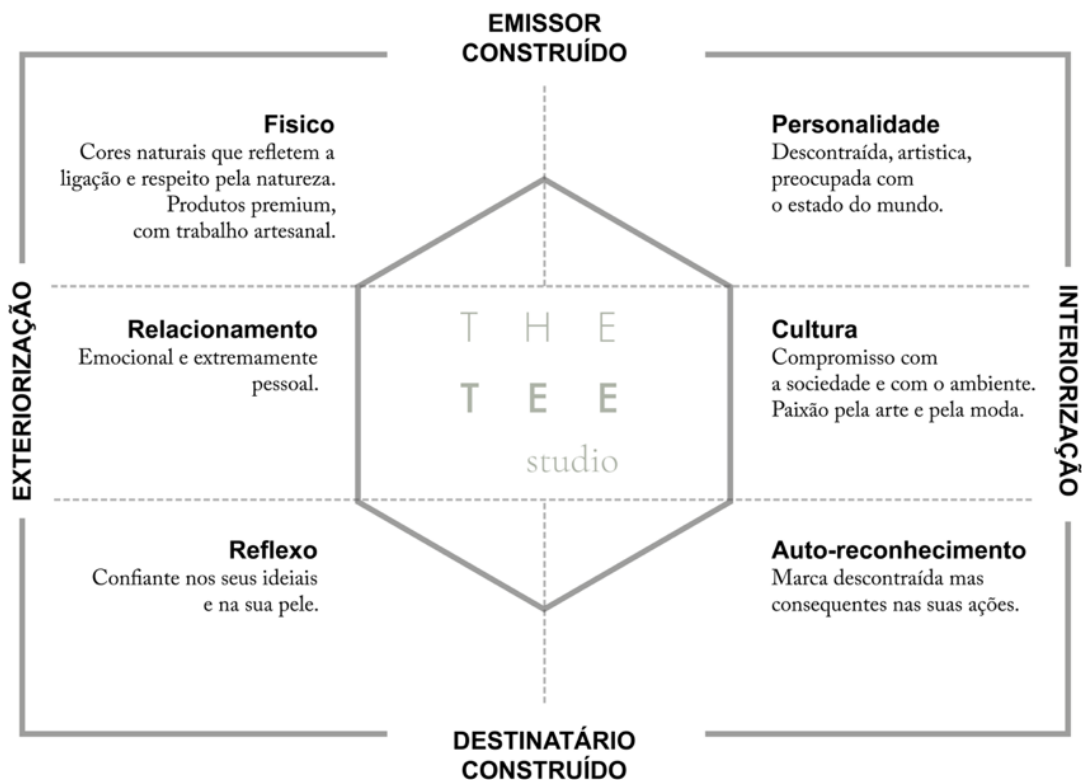 EMISSOR
CONSTRUÍDO
Fisico
Cores naturais que refletem a
ligação e respeito pela natureza.
Produtos premium,
com trabalho artesanal.
Personalidade
Descontraída, artistica,
preocupada com
o estado do mundo.
EXTERIORIZAÇÃO
Relacionamento
Emocional e extremamente
pessoal.
THE
TEE
studio
Cultura
Compromisso com
a sociedade e com o ambiente.
Paixão pela arte e pela moda.
INTERIORIZAÇÃO
Reflexo
Confiante nos seus ideiais
e na sua pele.
Auto-reconhecimento
Marca descontraída mas
consequentes nas suas ações.
DESTINATÁRIO
CONSTRUÍDO